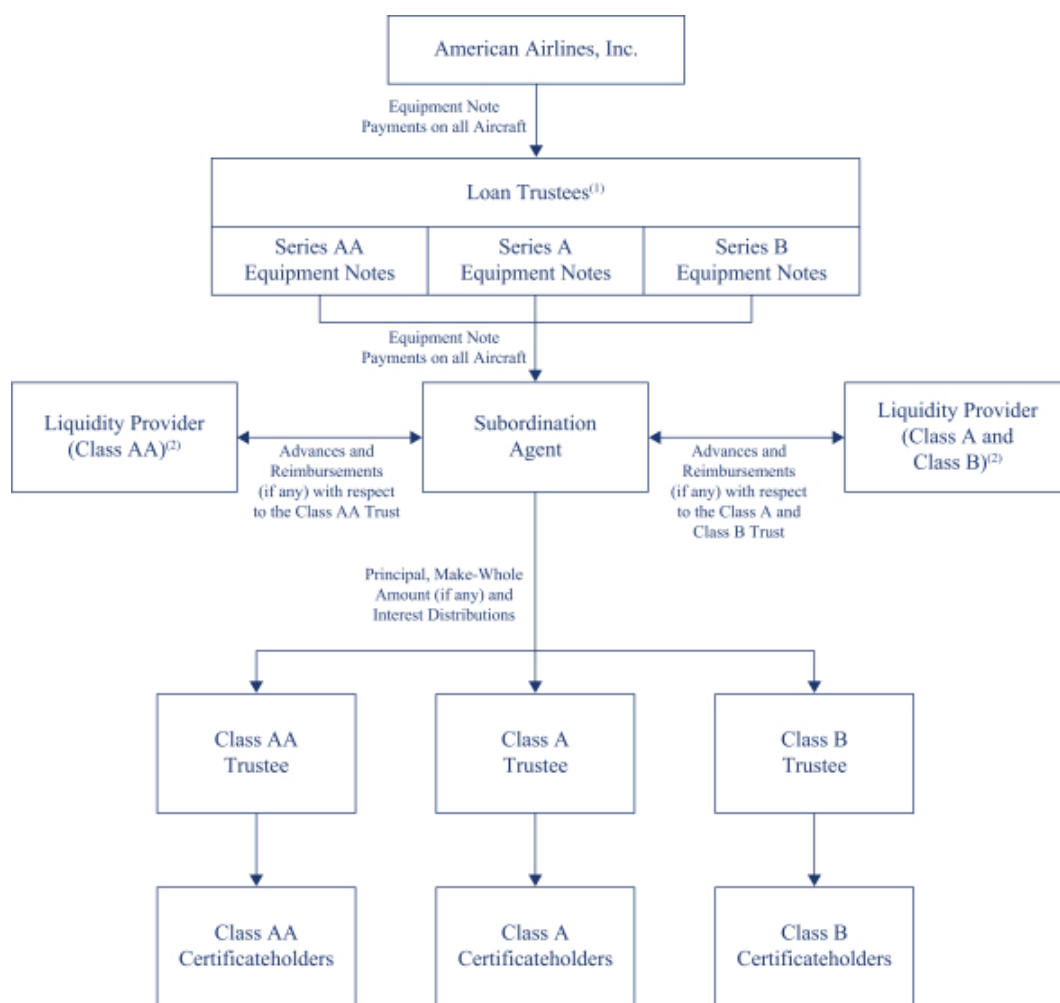 American Airlines, Inc.
Equipment Note
Payments on all Aircraft
Loan Trustees(1)
Series AA
Equipment Notes
Series A
Equipment Notes
Series B
Equipment Notes
Equipment Note
Payments on all Aircraft
Liquidity Provider
(Class AA)(2)
Advances and
Reimbursements
(if any) with respect
to the Class AA Trust
Subordination
Agent
Advances and
Reimbursements
(if any) with respect
to the Class A and
Class B Trust
Liquidity Provider
(Class A and
Class B)(2)
Principal, Make-Whole
Amount (if any) and
Interest Distributions
Class AA
Trustee
Class A
Trustee
Class B
Trustee
Class AA
Certificateholders
Class A
Certificateholders
Class B
Certificateholders